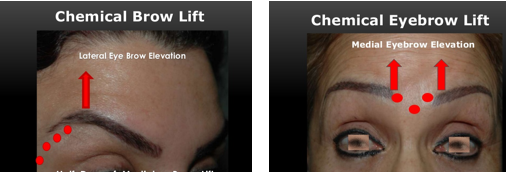 Chemical Brow Lift
Lateral Eye Brow Elevation
Chemical Eyebrow Lift
Medial Eyebrow Elevation